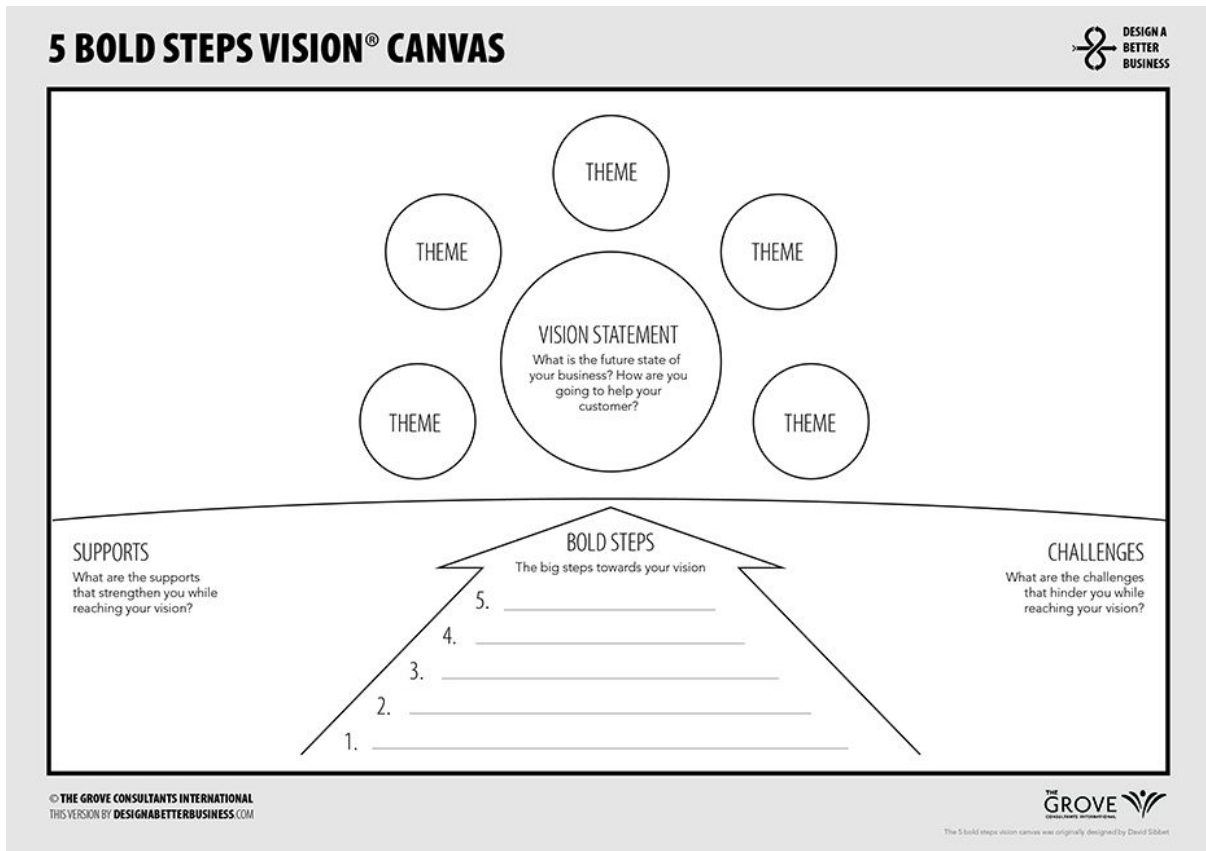 5 BOLD STEPS VISION® CANVAS
DESIGN A
BETTER
BUSINESS
THEME
THEME
THEME
THEME
THEME
VISION STATEMENT
What is the future state of
your business? How are you
going to help your
customer?
SUPPORTS
What are the supports
that strengthen you while
reaching your vision?
BOLD STEPS
The big steps towards your vision
5.
4.
3.
2.
1.
CHALLENGES
What are the challenges
that hinder you while
reaching your vision?
© THE GROVE CONSULTANTS INTERNATIONAL
THIS VERSION BY DESIGNABETTERBUSINESS.COM
THE
GROVE
CONSULTANTS INTERNATIONAL
The 5 bold steps vision canvas was originally designed by David Sibbet